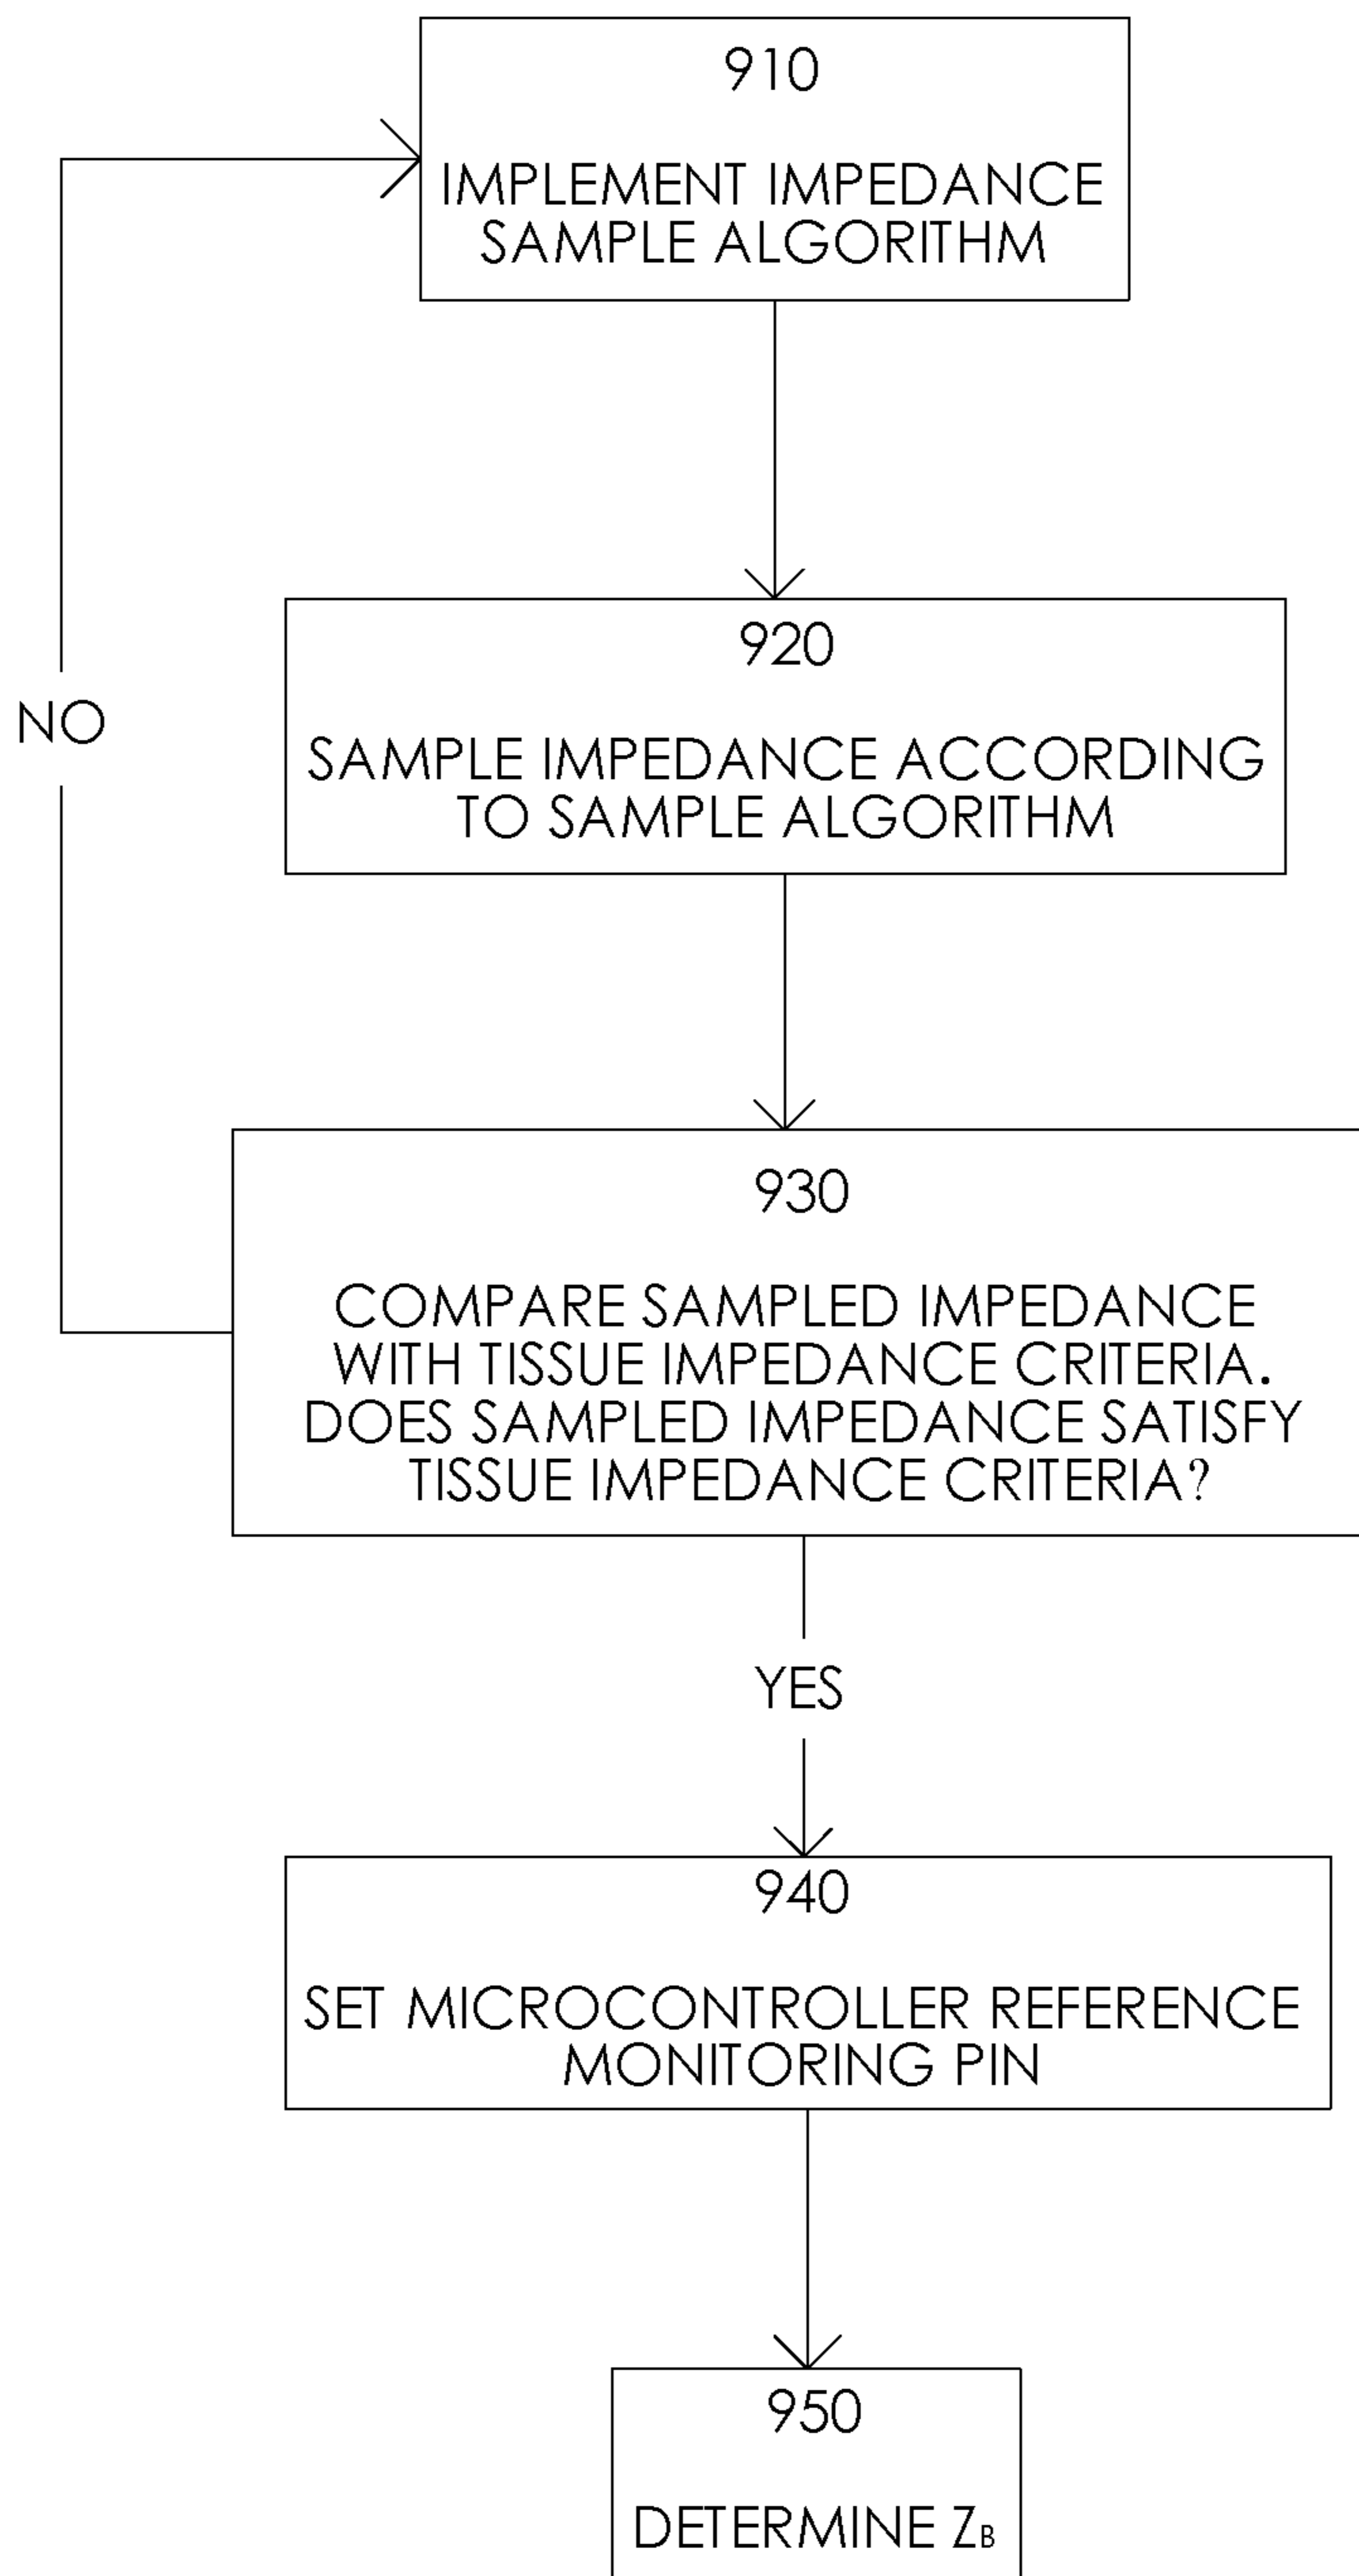 910
IMPLEMENT IMPEDANCE
SAMPLE ALGORITHM
920
NO
SAMPLE IMPEDANCE ACCORDING
TO SAMPLE ALGORITHM
930
COMPARE SAMPLED IMPEDANCE
WITH TISSUE IMPEDANCE CRITERIA.
DOES SAMPLED IMPEDANCE SATISFY
TISSUE IMPEDANCE CRITERIA?
YES
940
SET MICROCONTROLLER REFERENCE
MONITORING PIN
950
DETERMINE ZB